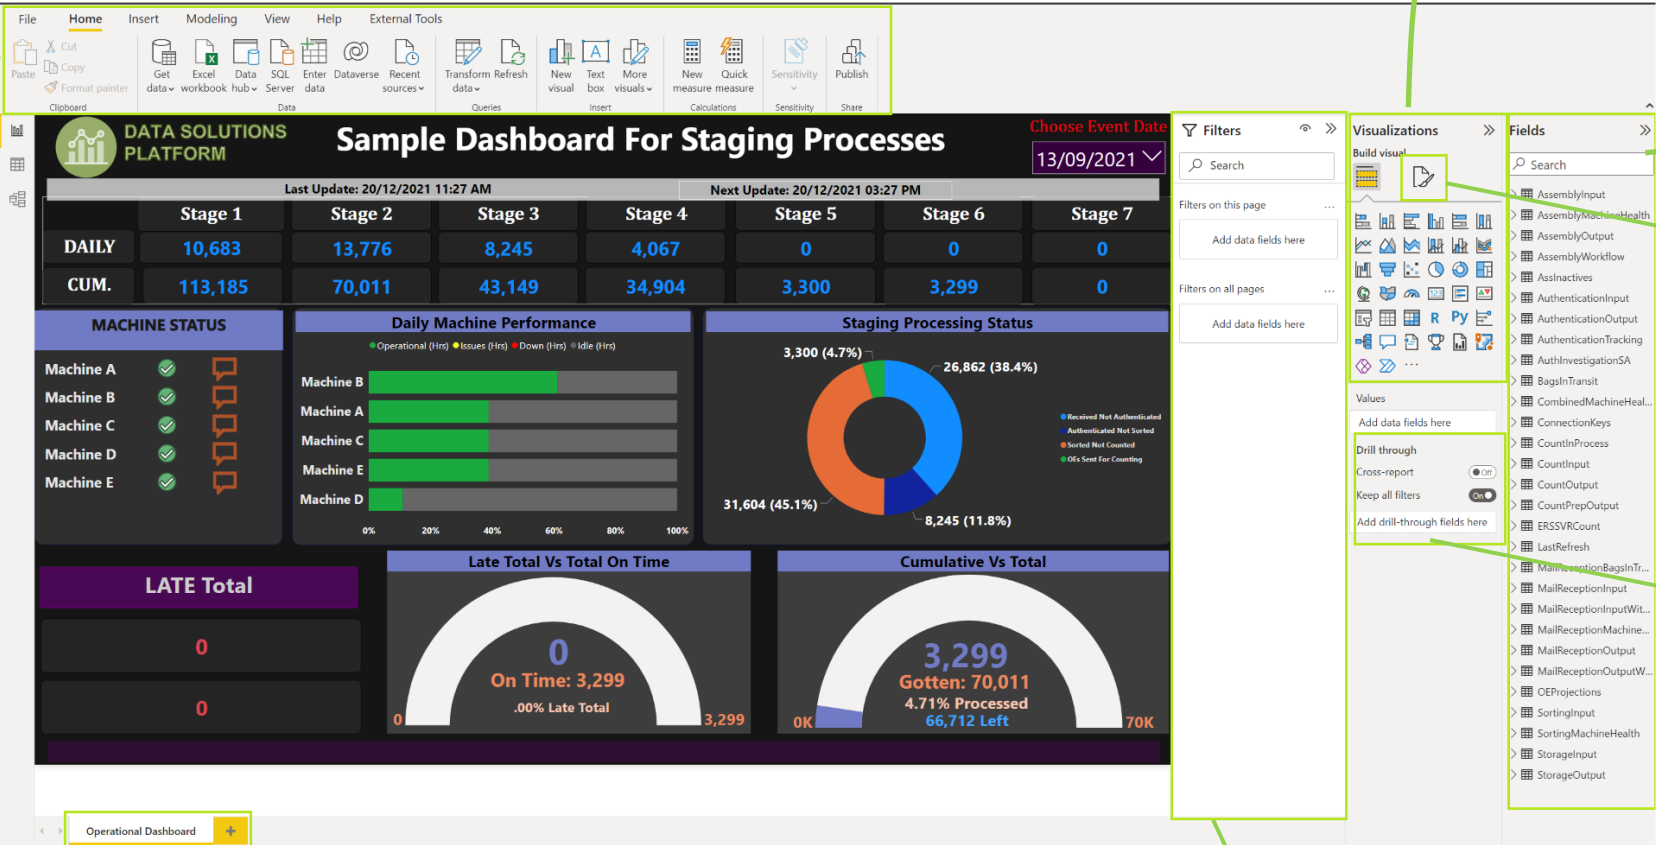 File Home Insert Modeling View Help External Tools
Paste
Cut
Copy
Format painter
Clipboard
Get data
Excel workbook
Data hub
SQL Server
Enter data
Dataverse
Recent sources
Data
Transform data
Refresh
Queries
New visual
Text box
More visuals
Insert
New measure
Quick measure
Calculations
Sensitivity
Sensitivity
Publish
Share
DATA SOLUTIONS
PLATFORM
Sample Dashboard For Staging Processes
Choose Event Date
13/09/2021
Last Update: 20/12/2021 11:27 AM
Next Update: 20/12/2021 03:27 PM
Stage 1 Stage 2 Stage 3 Stage 4 Stage 5 Stage 6 Stage 7
DAILY 10,683 13,776 8,245 4,067 0 0 0
CUM. 113,185 70,011 43,149 34,904 3,300 3,299 0
MACHINE STATUS
Machine A
Machine B
Machine C
Machine D
Machine E
Daily Machine Performance
Operational (Hrs) Issues (Hrs) Down (Hrs) Idle (Hrs)
Machine B
Machine A
Machine C
Machine E
Machine D
0% 20% 40% 60% 80% 100%
Staging Processing Status
3,300 (4.7%)
26,862 (38.4%)
31,604 (45.1%)
8,245 (11.8%)
Received Not Authenticated
Authenticated Not Sorted
Sorted Not Counted
OEs Sent For Counting
LATE Total
0
0
Late Total Vs Total On Time
0
On Time: 3,299
.00% Late Total
0 3,299
Cumulative Vs Total
3,299
Gotten: 70,011
4.71% Processed
66,712 Left
0K 70K
Operational Dashboard +
Filters
Search
Filters on this page ...
Add data fields here
Filters on all pages ...
Add data fields here
Visualizations
Build visual
123
R Py
...
Values
Add data fields here
Drill through
Cross-report Off
Keep all filters On
Add drill-through fields here
Fields
Search
AssemblyInput
AssemblyMachineHealth
AssemblyOutput
AssemblyWorkflow
AssInactives
AuthenticationInput
AuthenticationOutput
AuthenticationTracking
AuthInvestigationSA
BagsInTransit
CombinedMachineHeal...
ConnectionKeys
CountInProcess
CountInput
CountOutput
CountPrepOutput
ERSSVRCount
LastRefresh
MailReceptionBagsInTr...
MailReceptionInput
MailReceptionInputWit...
MailReceptionMachine...
MailReceptionOutput
MailReceptionOutputW...
OEProjections
SortingInput
SortingMachineHealth
StorageInput
StorageOutput